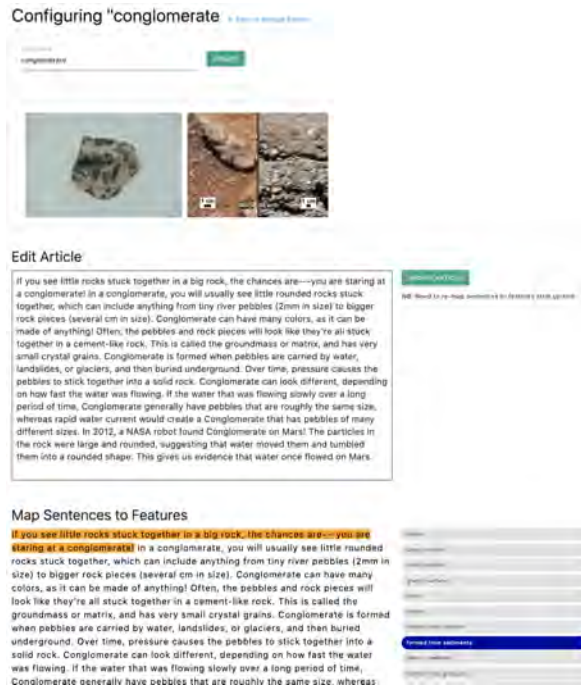 Configuring "conglomerate
conglomerate
Edit Article
If you see little rocks stuck together in a big rock, the chances are---you are staring at
a conglomerate! in a conglomerate, you will usually see little rounded rocks stuck
together, which can include anything from tiny river pebbles (2mm in size) to bigger
rock pieces (several cm in size). Conglomerate can have many colors, as it can be
made of anything! Often, the pebbles and rock pieces will look like they're all stuck
together in a cement-like rock. This is called the groundmass or matrix, and has very
small crystal grains. Conglomerate is formed when pebbles are carried by water,
landslides, or glaciers, and then buried underground. Over time, pressure causes the
pebbles to stick together into a solid rock. Conglomerate can look different, depending
on how fast the water was flowing. If the water that was flowing slowly over a long
period of time, Conglomerate generally have pebbles that are roughly the same size,
whereas rapid water current would create a Conglomerate that has pebbles of many
different sizes. In 2012, a NASA robot found Conglomerate on Mars! The particles in
the rock were large and rounded, suggesting that water moved them and tumbled
them into a rounded shape. This gives us evidence that water once flowed on Mars.
Map Sentences to Features
If you see little rocks stuck together in a big rock, the chances are---you are
staring at a conglomerate! in a conglomerate, you will usually see little rounded
rocks stuck together, which can include anything from tiny river pebbles (2mm in
size) to bigger rock pieces (several cm in size). Conglomerate can have many
colors, as it can be made of anything! Often, the pebbles and rock pieces will
look like they're all stuck together in a cement-like rock. This is called the
groundmass or matrix, and has very small crystal grains. Conglomerate is formed
when pebbles are carried by water, landslides, or glaciers, and then buried
underground. Over time, pressure causes the pebbles to stick together into a
solid rock. Conglomerate can look different, depending on how fast the water
was flowing. If the water that was flowing slowly over a long period of time,
Conglomerate generally have pebbles that are roughly the same size, whereas
formed from sediments